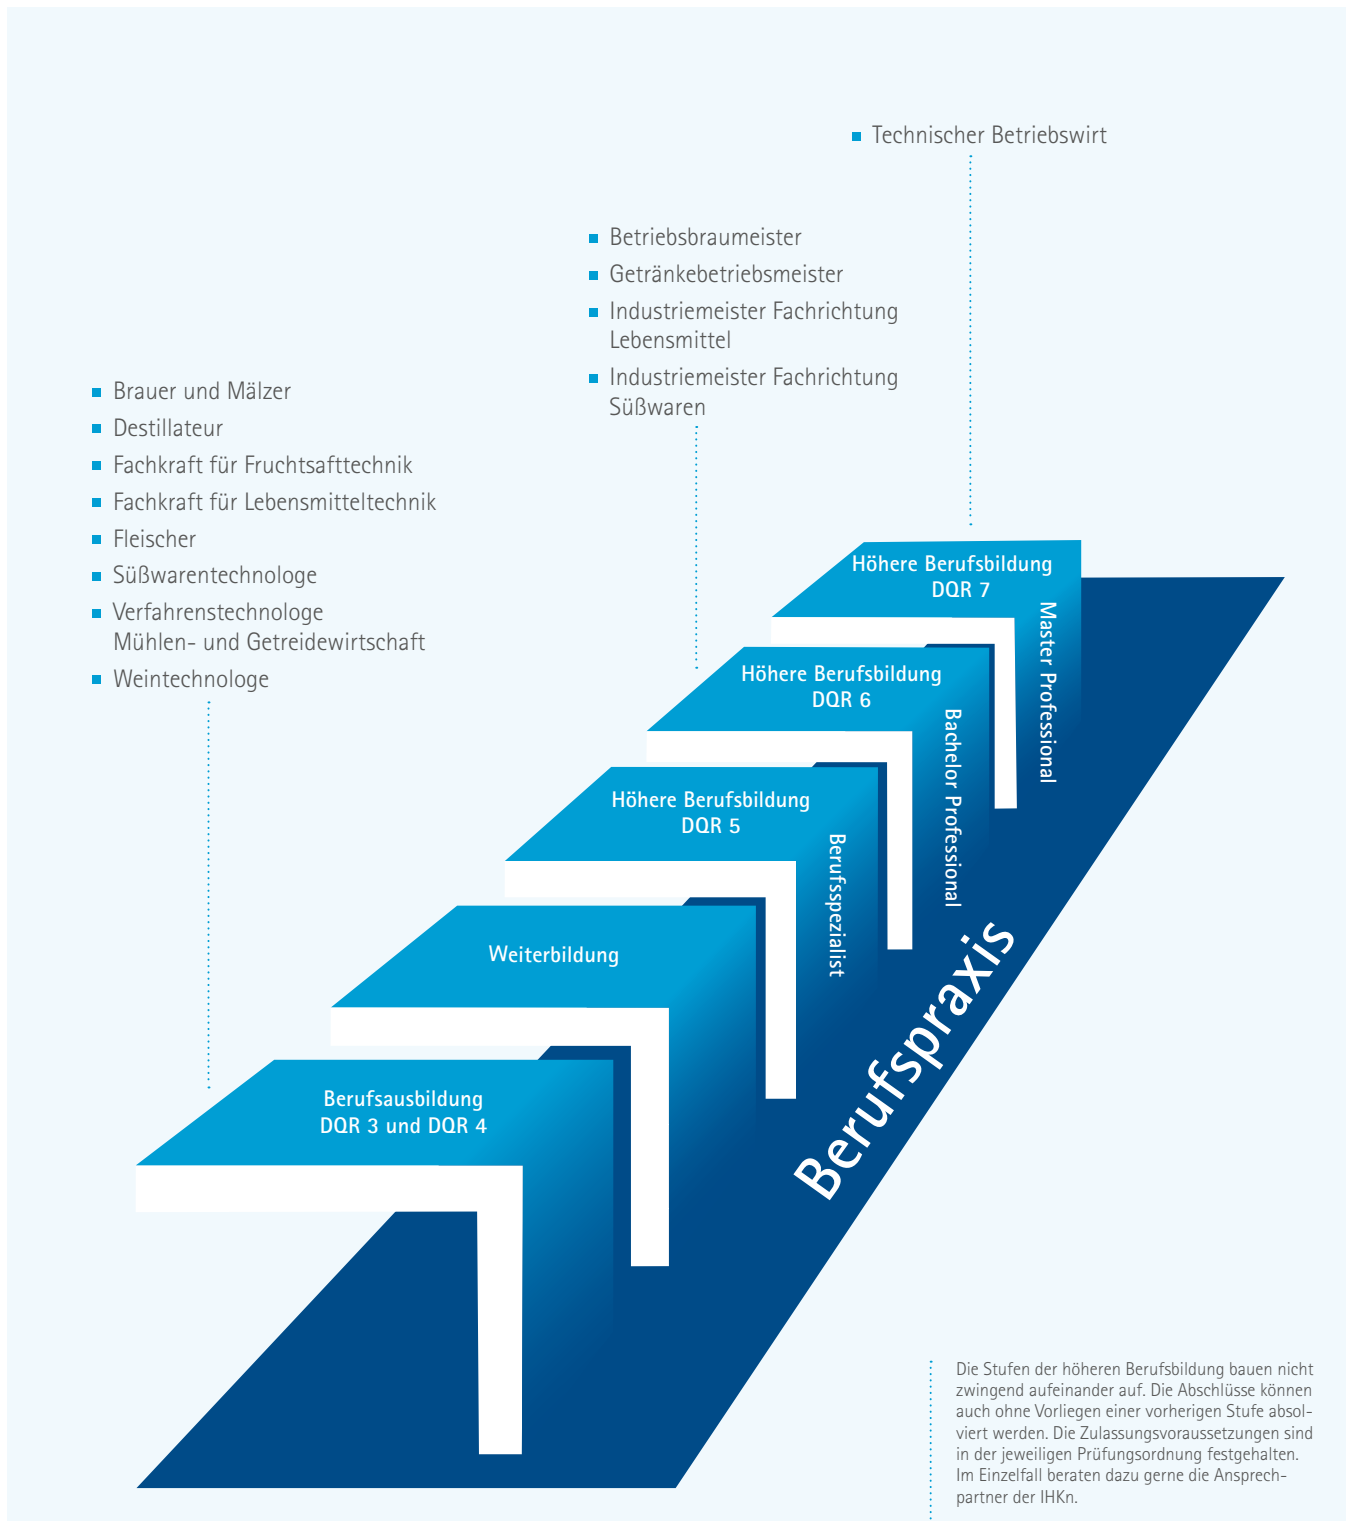 Technischer Betriebswirt
Betriebsbraumeister
Getränkebetriebsmeister
Industriemeister Fachrichtung
Lebensmittel
Industriemeister Fachrichtung
Süßwaren
Brauer und Mälzer
Destillateur
Fachkraft für Fruchtsafttechnik
Fachkraft für Lebensmitteltechnik
Fleischer
Süßwarentechnologe
Verfahrenstechnologe
Mühlen- und Getreidewirtschaft
Weintechnologe
Höhere Berufsbildung
DQR 7
Master Professional
Höhere Berufsbildung
DQR 6
Bachelor Professional
Höhere Berufsbildung
DQR 5
Berufsspezialist
Weiterbildung
Berufsausbildung
DQR 3 und DQR 4
Berufspraxis
Die Stufen der höheren Berufsbildung bauen nicht
zwingend aufeinander auf. Die Abschlüsse können
auch ohne Vorliegen einer vorherigen Stufe absol-
viert werden. Die Zulassungsvoraussetzungen sind
in der jeweiligen Prüfungsordnung festgehalten.
Im Einzelfall beraten dazu gerne die Ansprech-
partner der IHKn.